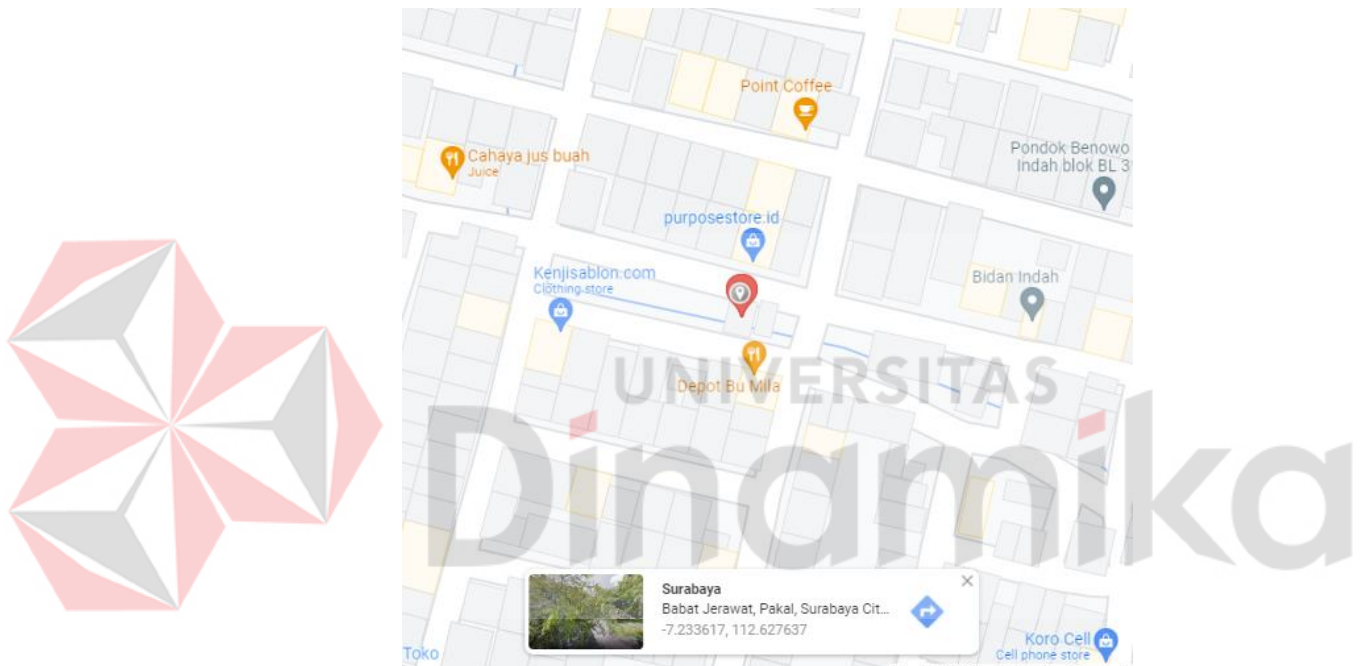 Point Coffee
Pondok Benowo
Indah blok BL 3
Cahaya jus buah
Juice
purposestore.id
Kenjisablon.com
Clothing store
Bidan Indah
Depot Bu Mila
UNIVERSITAS
Dinamika
Surabaya
Babat Jerawat, Pakal, Surabaya Cit...
-7.233617, 112.627637
Toko
Koro Cell
Cell phone store